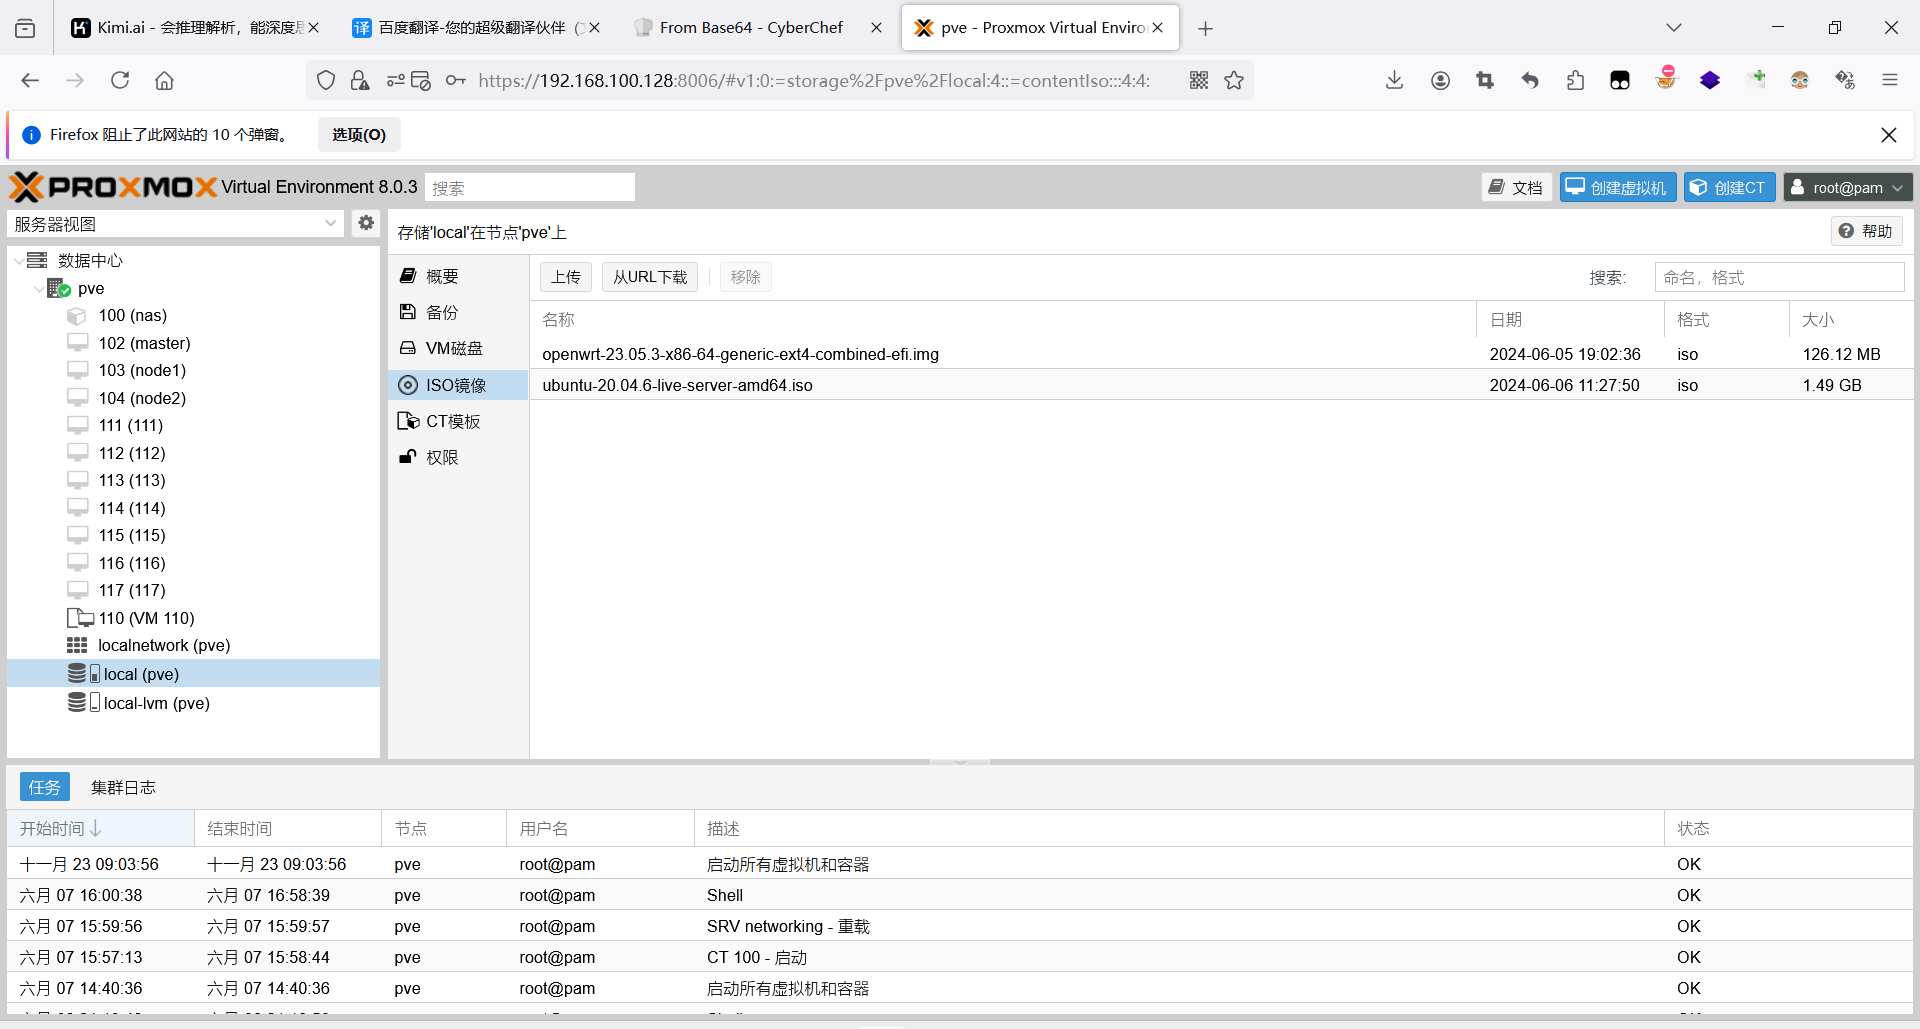 Kimi.ai - 会推理解析，能深度思
百度翻译-您的超级翻译伙伴（文
From Base64 - CyberChef
pve - Proxmox Virtual Enviro
https://192.168.100.128:8006/#v1:0:=storage%2Fpve%2Flocal:4::=contentIso:::4:4:
Firefox 阻止了此网站的 10 个弹窗。
选项(O)
PROXMOX Virtual Environment 8.0.3
搜索
文档
创建虚拟机
创建CT
root@pam
服务器视图
数据中心
pve
100 (nas)
102 (master)
103 (node1)
104 (node2)
111 (111)
112 (112)
113 (113)
114 (114)
115 (115)
116 (116)
117 (117)
110 (VM 110)
localnetwork (pve)
local (pve)
local-lvm (pve)
存储'local'在节点'pve'上
帮助
概要
备份
VM磁盘
ISO镜像
CT模板
权限
上传
从URL下载
移除
搜索:
命名，格式
名称 日期 格式 大小
openwrt-23.05.3-x86-64-generic-ext4-combined-efi.img 2024-06-05 19:02:36 iso 126.12 MB
ubuntu-20.04.6-live-server-amd64.iso 2024-06-06 11:27:50 iso 1.49 GB
任务
集群日志
开始时间 结束时间 节点 用户名 描述 状态
十一月 23 09:03:56 十一月 23 09:03:56 pve root@pam 启动所有虚拟机和容器 OK
六月 07 16:00:38 六月 07 16:58:39 pve root@pam Shell OK
六月 07 15:59:56 六月 07 15:59:57 pve root@pam SRV networking - 重载 OK
六月 07 15:57:13 六月 07 15:58:44 pve root@pam CT 100 - 启动 OK
六月 07 14:40:36 六月 07 14:40:36 pve root@pam 启动所有虚拟机和容器 OK